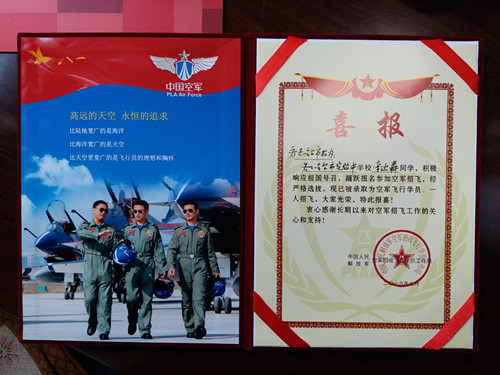 中国空军
PLA Air Force
高远的天空 永恒的追求
比陆地宽广的是海洋
比海洋宽广的是天空
比天空更宽广的是飞行员的理想和胸怀
喜报
学校 同学,积极
响应祖国号召,踊跃报名参加空军招飞,经
严格选拔,现已被录取为空军飞行学员。一
人招飞,大家光荣,特此报喜!
衷心感谢长期以来对空军招飞工作的关
心和支持!
中国人民
解放军